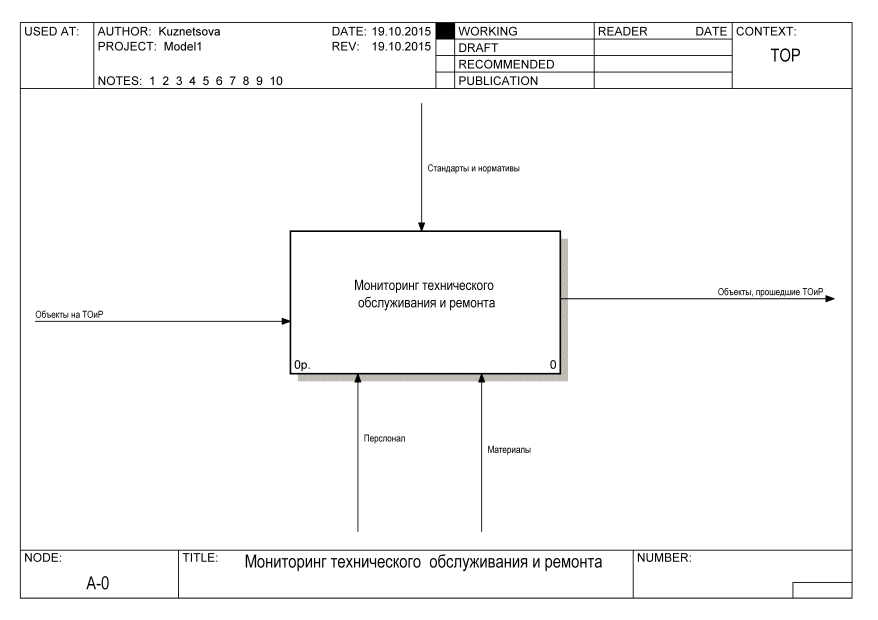 USED AT: AUTHOR: Kuznetsova DATE: 19.10.2015 WORKING READER DATE CONTEXT:
PROJECT: Model1 REV: 19.10.2015 DRAFT
TOP
RECOMMENDED
NOTES: 1 2 3 4 5 6 7 8 9 10 PUBLICATION
Стандарты и нормативы
Мониторинг технического
обслуживания и ремонта
Объекты, прошедшие ТОиР
Объекты на ТОиР
0р. 0
Перслонал
Материалы
NODE: TITLE: Мониторинг технического обслуживания и ремонта NUMBER:
A-0